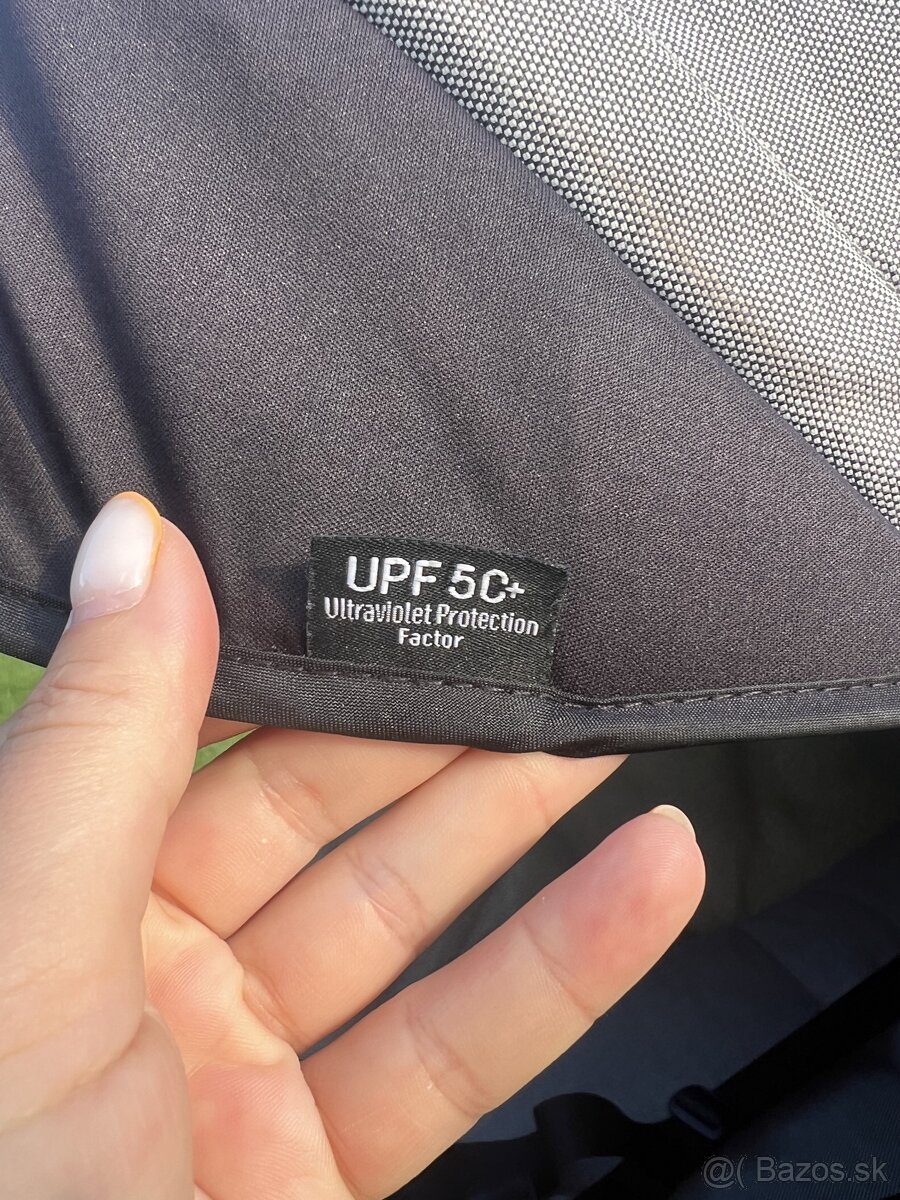 UPF 50+
Ultraviolet Protection
Factor
@( Bazos.sk